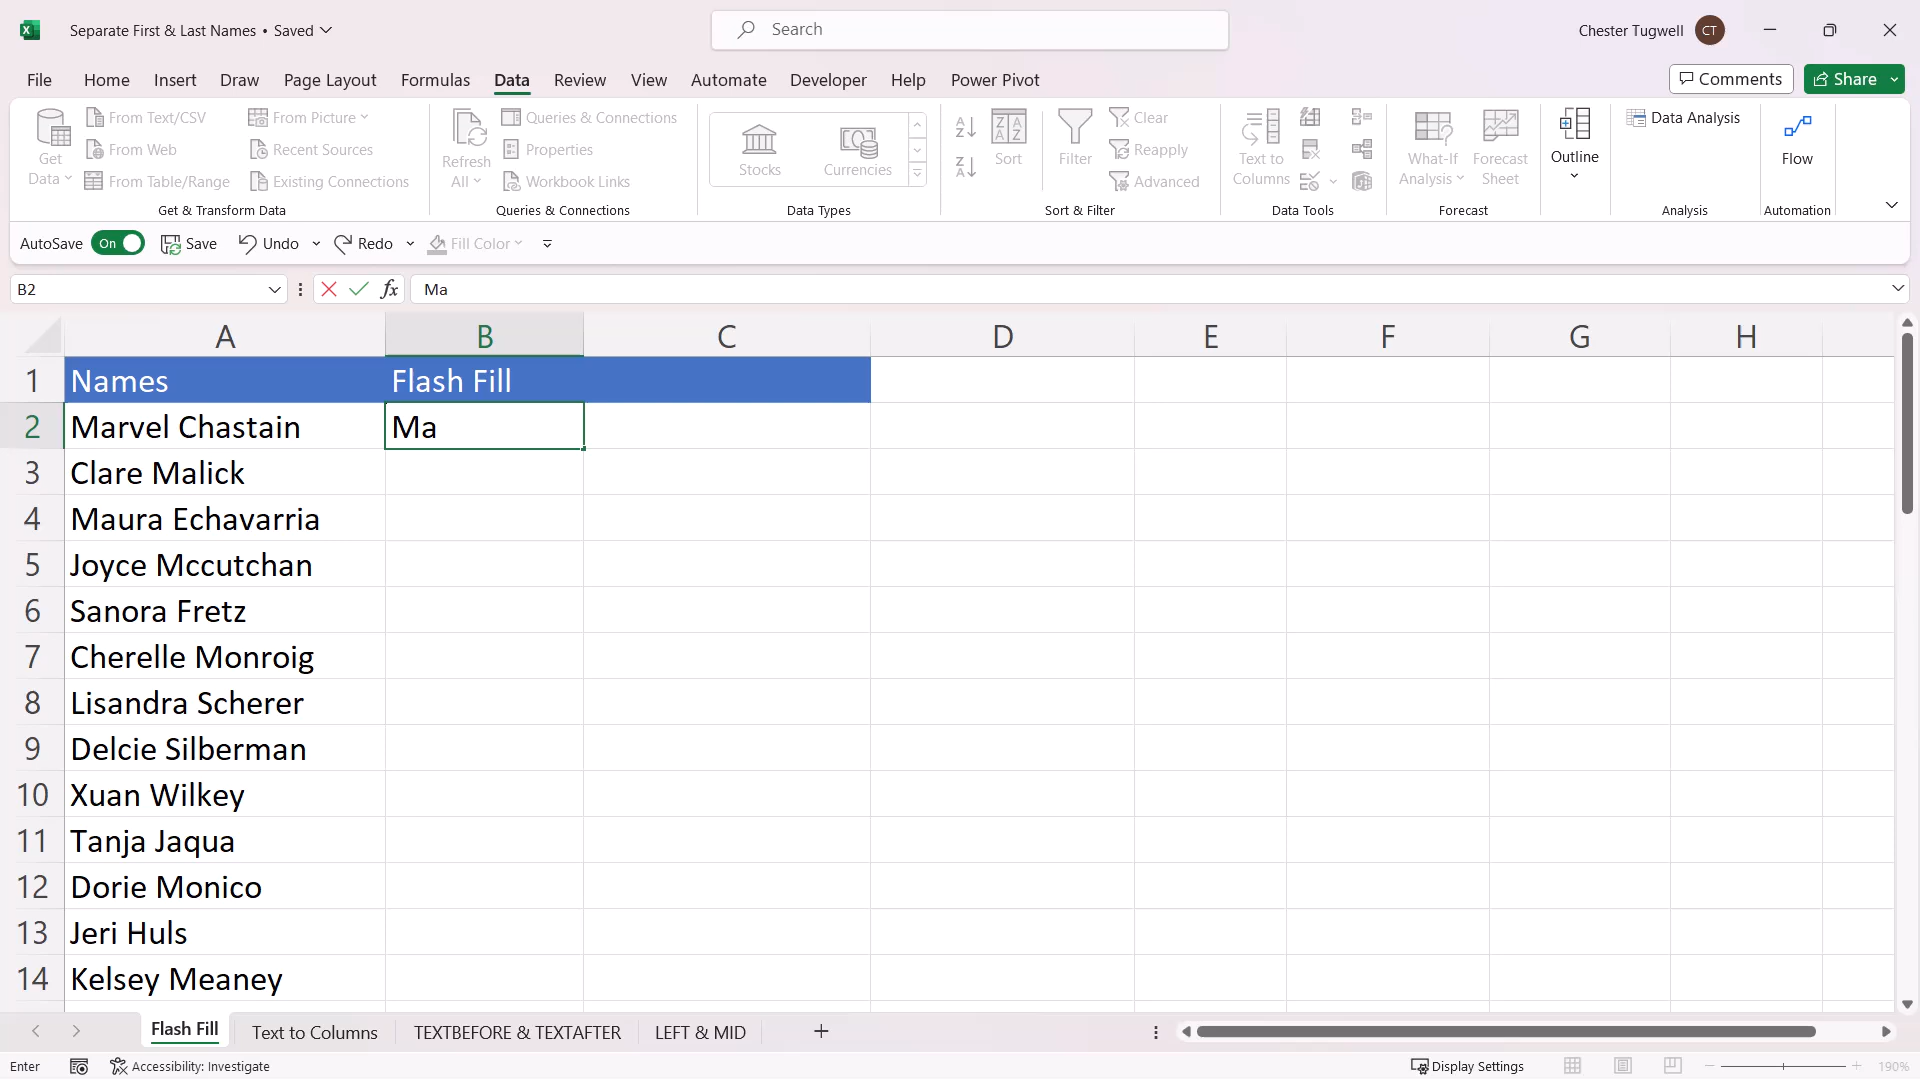 Separate First & Last Names • Saved
Search
Chester Tugwell
CT
File Home Insert Draw Page Layout Formulas Data Review View Automate Developer Help Power Pivot
Comments
Share
Get Data
From Text/CSV
From Web
From Table/Range
From Picture
Recent Sources
Existing Connections
Get & Transform Data
Refresh All
Queries & Connections
Properties
Workbook Links
Queries & Connections
Stocks
Currencies
Data Types
Sort
Filter
Clear
Reapply
Advanced
Sort & Filter
Text to Columns
Data Tools
What-If Analysis
Forecast Sheet
Forecast
Outline
Data Analysis
Analysis
Flow
Automation
AutoSave On Save Undo Redo Fill Color
B2 fx Ma
A B C D E F G H
1 Names Flash Fill
2 Marvel Chastain Ma
3 Clare Malick
4 Maura Echavarria
5 Joyce Mccutchan
6 Sanora Fretz
7 Cherelle Monroig
8 Lisandra Scherer
9 Delcie Silberman
10 Xuan Wilkey
11 Tanja Jaqua
12 Dorie Monico
13 Jeri Huls
14 Kelsey Meaney
Flash Fill Text to Columns TEXTBEFORE & TEXTAFTER LEFT & MID
Enter Accessibility: Investigate Display Settings 190%